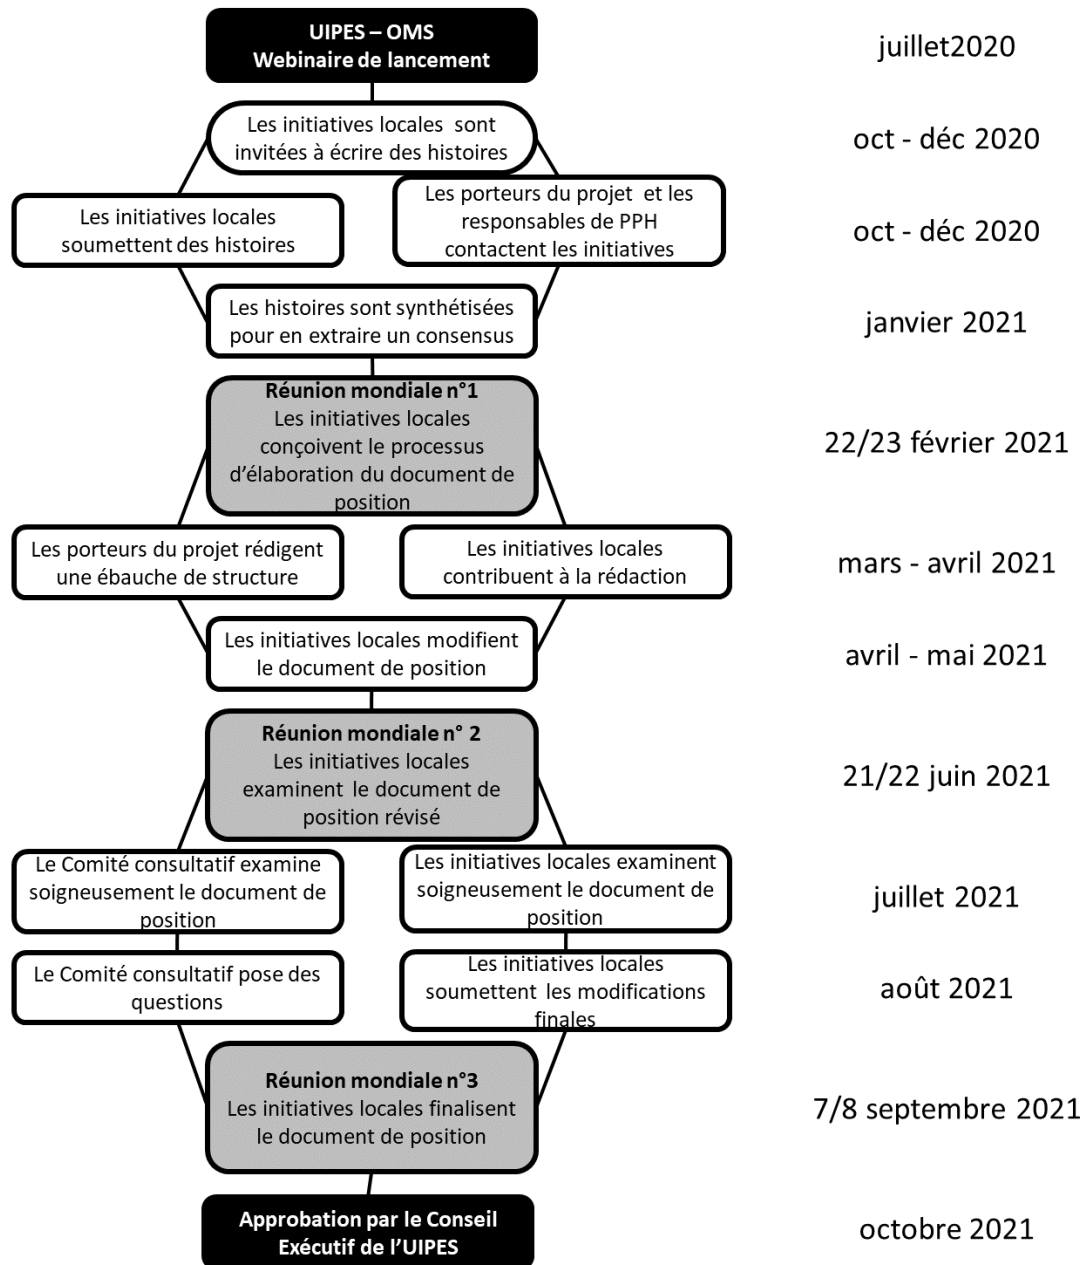 UIPES – OMS
Webinaire de lancement
juillet2020
Les initiatives locales sont
invitées à écrire des histoires
oct - déc 2020
Les initiatives locales
soumettent des histoires
Les porteurs du projet et les
responsables de PPH
contactent les initiatives
oct - déc 2020
Les histoires sont synthétisées
pour en extraire un consensus
janvier 2021
Réunion mondiale n°1
Les initiatives locales
conçoivent le processus
d’élaboration du document de
position
22/23 février 2021
Les porteurs du projet rédigent
une ébauche de structure
Les initiatives locales
contribuent à la rédaction
mars - avril 2021
Les initiatives locales modifient
le document de position
avril - mai 2021
Réunion mondiale n° 2
Les initiatives locales
examinent le document de
position révisé
21/22 juin 2021
Le Comité consultatif examine
soigneusement le document de
position
Les initiatives locales examinent
soigneusement le document de
position
juillet 2021
Le Comité consultatif pose des
questions
Les initiatives locales
soumettent les modifications
finales
août 2021
Réunion mondiale n°3
Les initiatives locales finalisent
le document de position
7/8 septembre 2021
Approbation par le Conseil
Exécutif de l’UIPES
octobre 2021